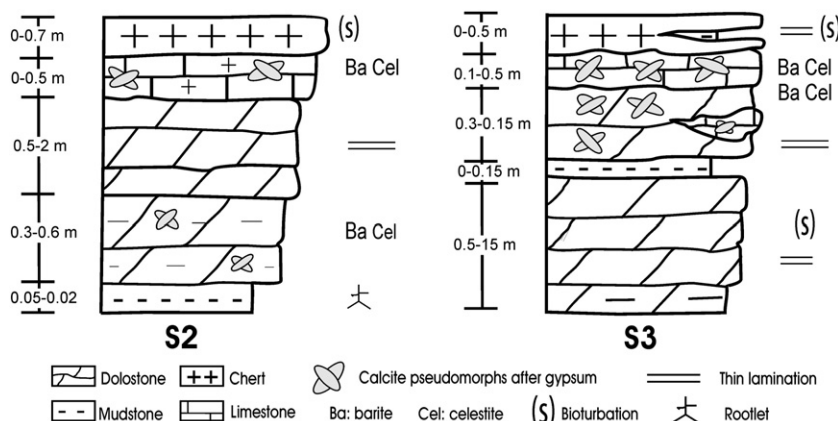 0-0.7 m
(s)
0-0.5 m
Ba Cel
0.5-2 m
0.3-0.6 m
Ba Cel
0.05-0.02
S2
0-0.5 m
(s)
0.1-0.5 m
Ba Cel
Ba Cel
0.3-0.15 m
0-0.15 m
0.5-15 m
(s)
S3
Dolostone
Chert
Calcite pseudomorphs after gypsum
Thin lamination
Mudstone
Limestone
Ba: barite
Cel: celestite
(s) Bioturbation
Rootlet